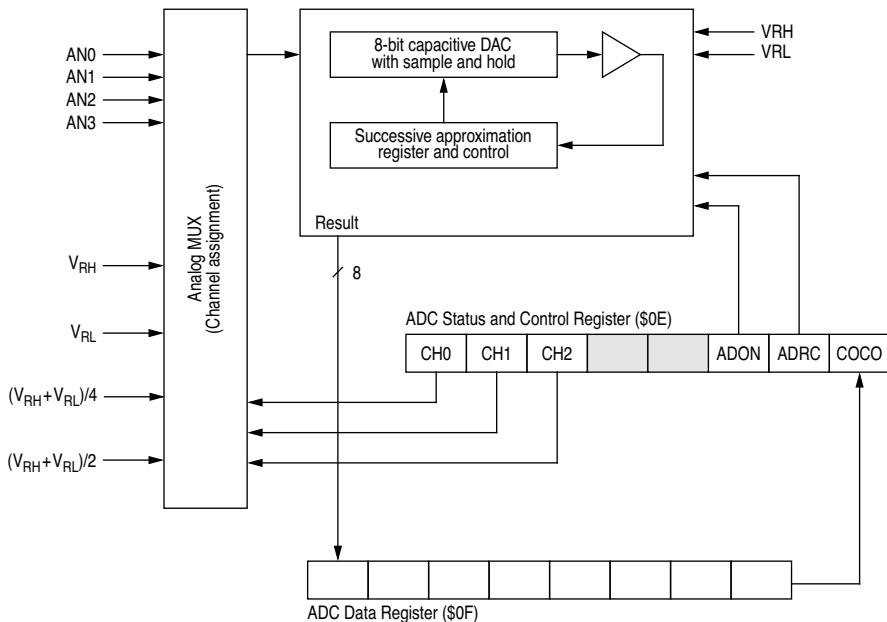 AN0
AN1
AN2
AN3
VRH
VRL
(VRH+VRL)/4
(VRH+VRL)/2
Analog MUX
(Channel assignment)
8-bit capacitive DAC
with sample and hold
Successive approximation
register and control
Result
8
VRH
VRL
ADC Status and Control Register ($0E)
CH0 CH1 CH2 ADON ADRC COCO
ADC Data Register ($0F)